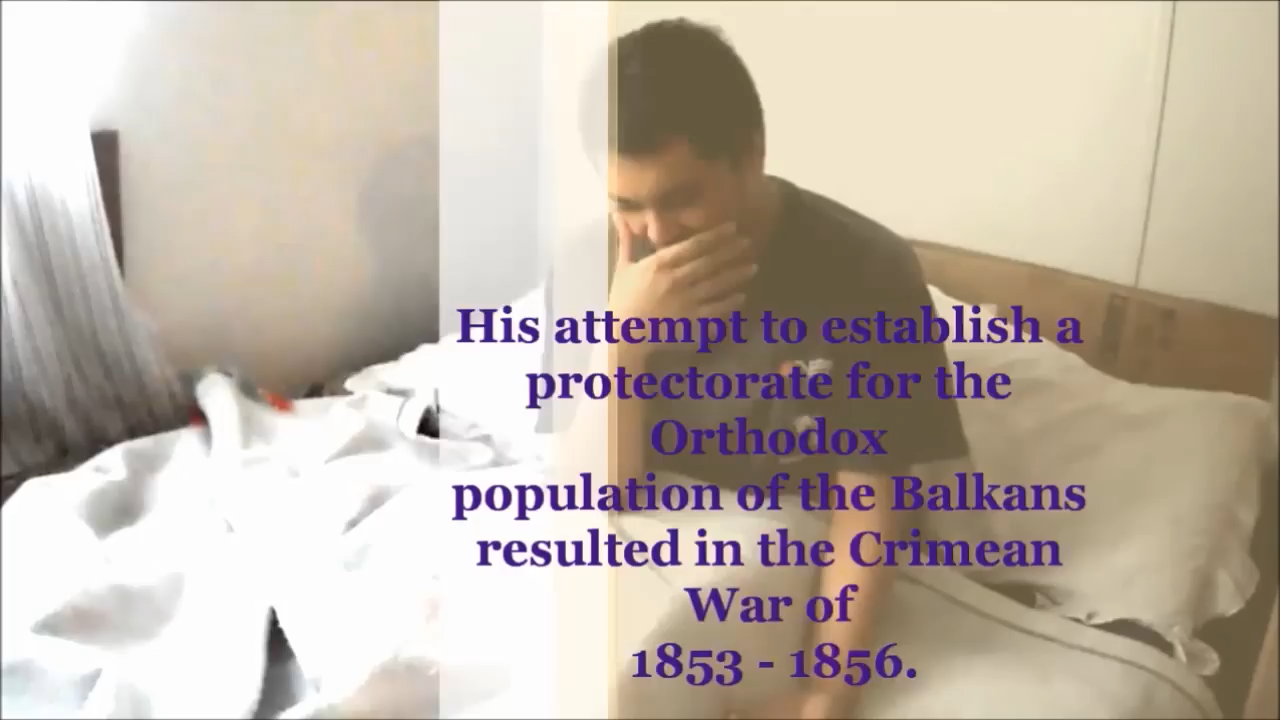 His attempt to establish a
protectorate for the
Orthodox
population of the Balkans
resulted in the Crimean
War of
1853 - 1856.